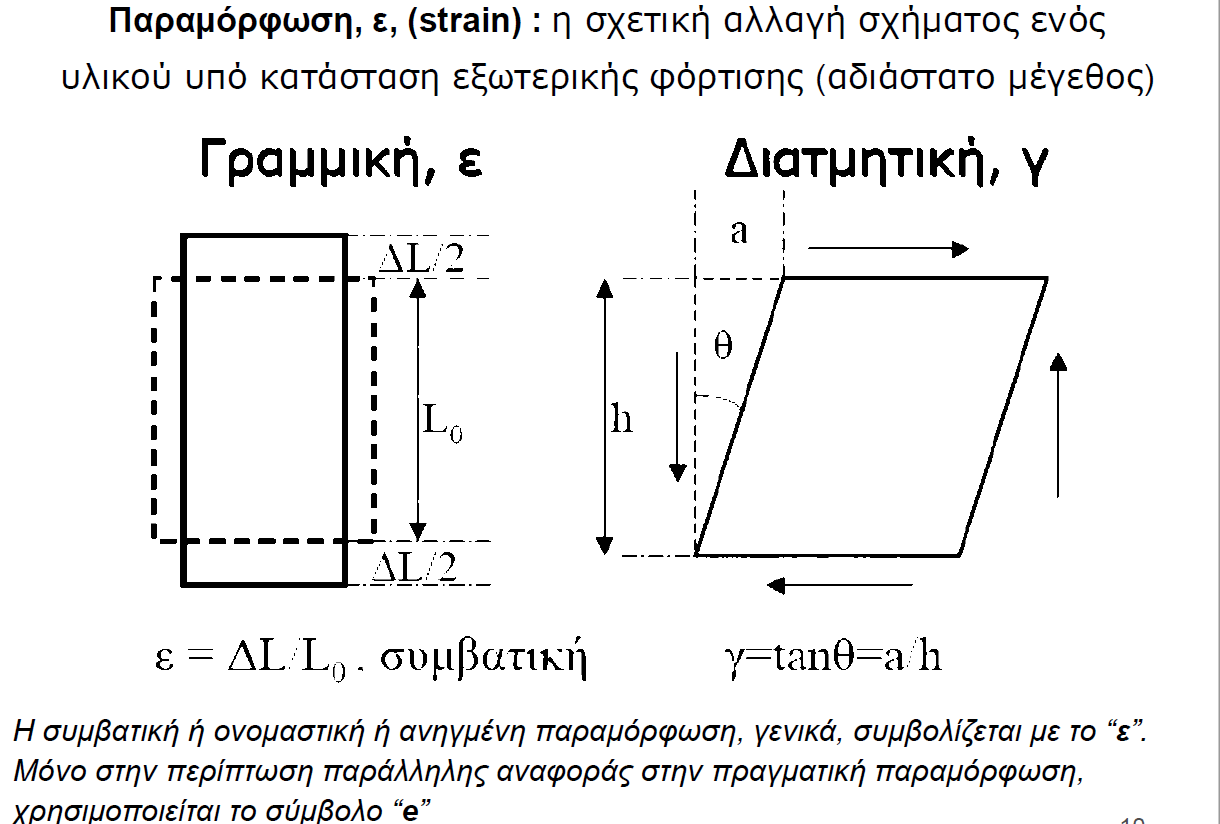 Παραμόρφωση, ε, (strain) : η σχετική αλλαγή σχήματος ενός
υλικού υπό κατάσταση εξωτερικής φόρτισης (αδιάστατο μέγεθος)
Γραμμική, ε
Διατμητική, γ
ΔL/2
L₀
ΔL/2
a
θ
h
ε = ΔL/L₀ . συμβατική
γ=tanθ=a/h
Η συμβατική ή ονομαστική ή ανηγμένη παραμόρφωση, γενικά, συμβολίζεται με το “ε”.
Μόνο στην περίπτωση παράλληλης αναφοράς στην πραγματική παραμόρφωση,
χρησιμοποιείται το σύμβολο “e”